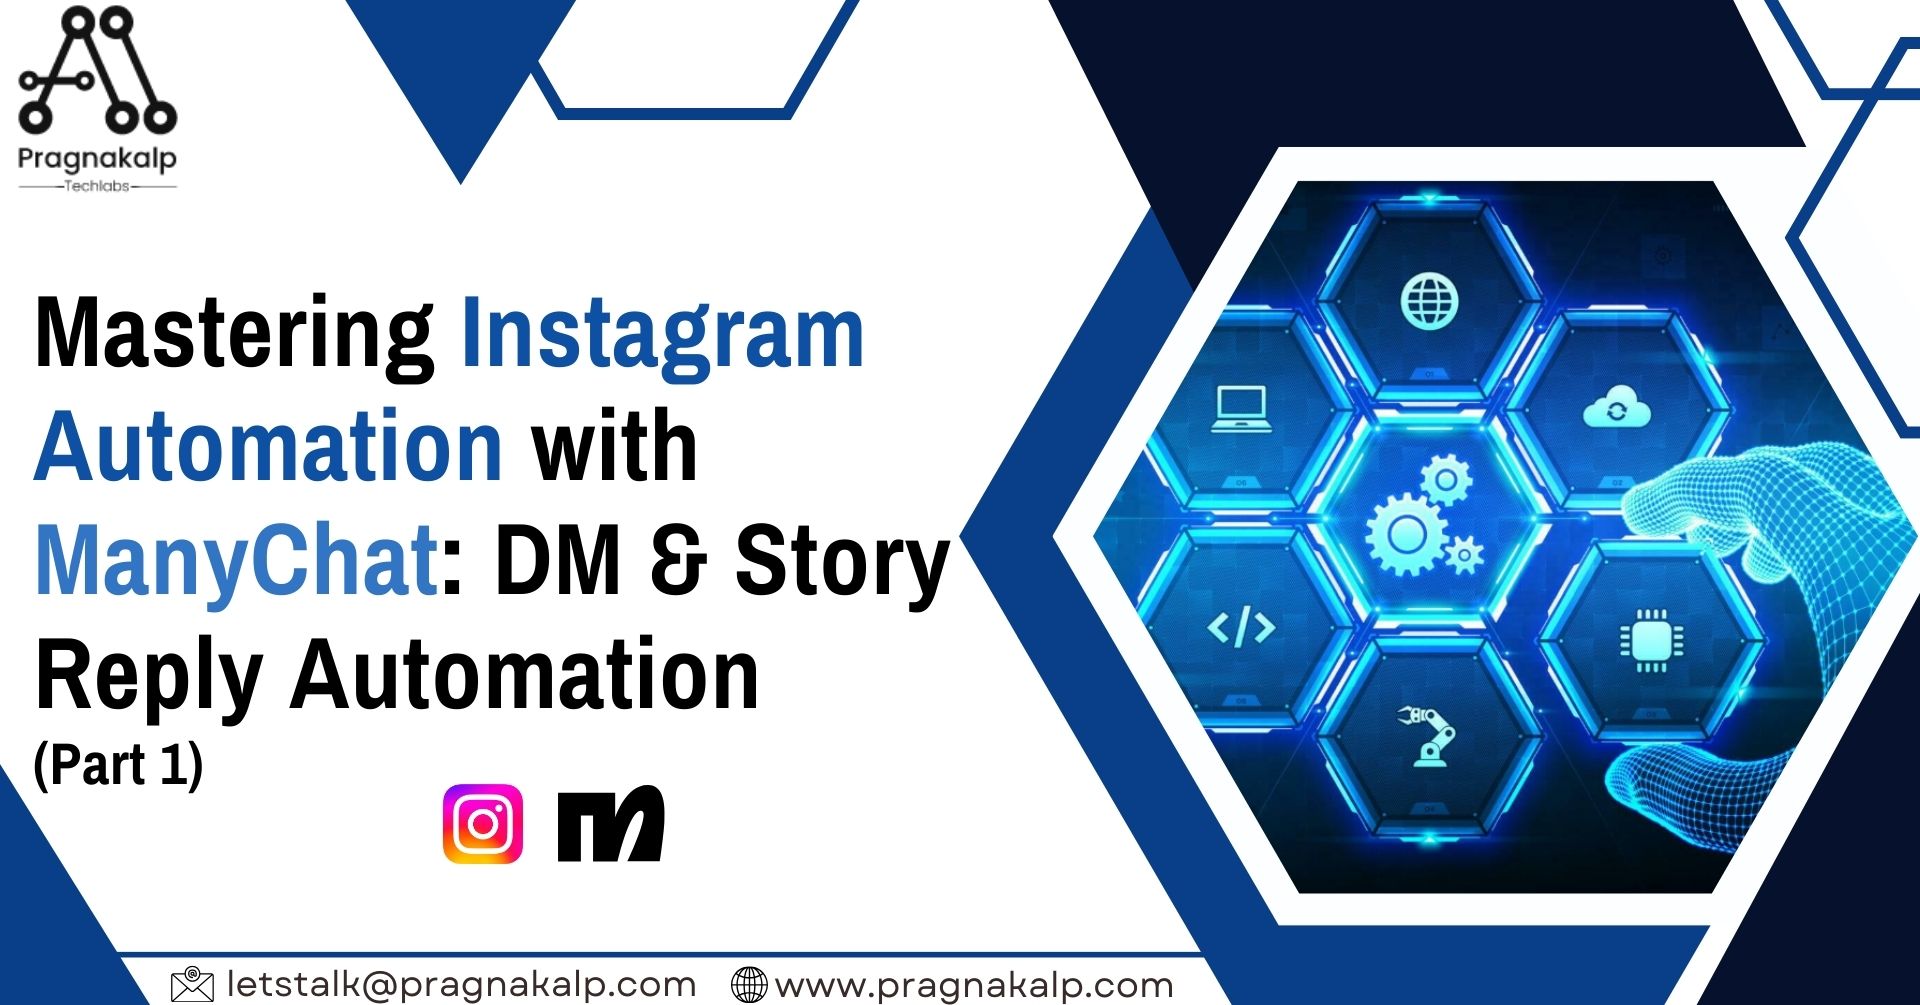 Pragnakalp
Techlabs
Mastering Instagram
Automation with
ManyChat: DM & Story
Reply Automation
(Part 1)
letstalk@pragnakalp.com
www.pragnakalp.com